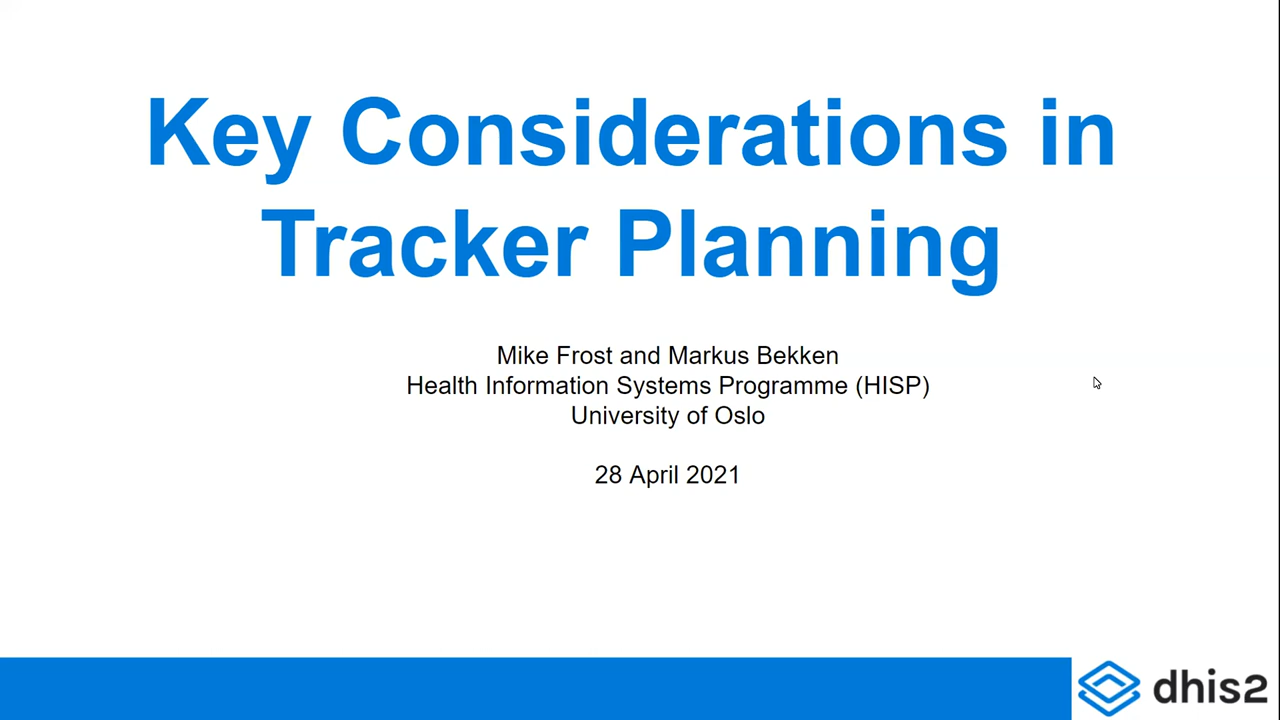 Key Considerations in
Tracker Planning
Mike Frost and Markus Bekken
Health Information Systems Programme (HISP)
University of Oslo
28 April 2021
dhis2